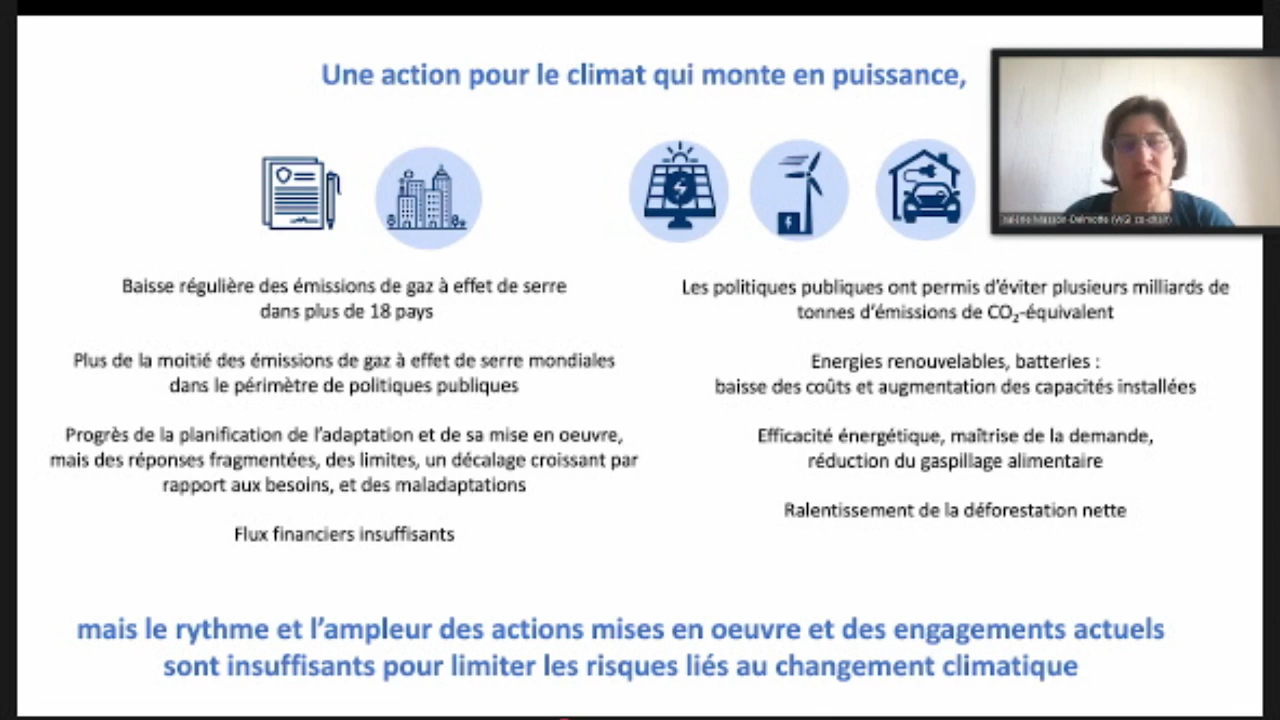 Une action pour le climat qui monte en puissance,
Valérie Masson-Delmotte (WGI co-chair)
Baisse régulière des émissions de gaz à effet de serre
dans plus de 18 pays
Plus de la moitié des émissions de gaz à effet de serre mondiales
dans le périmètre de politiques publiques
Progrès de la planification de l'adaptation et de sa mise en oeuvre,
mais des réponses fragmentées, des limites, un décalage croissant par
rapport aux besoins, et des maladaptations
Flux financiers insuffisants
Les politiques publiques ont permis d'éviter plusieurs milliards de
tonnes d'émissions de CO₂-équivalent
Energies renouvelables, batteries :
baisse des coûts et augmentation des capacités installées
Efficacité énergétique, maîtrise de la demande,
réduction du gaspillage alimentaire
Ralentissement de la déforestation nette
mais le rythme et l'ampleur des actions mises en oeuvre et des engagements actuels
sont insuffisants pour limiter les risques liés au changement climatique